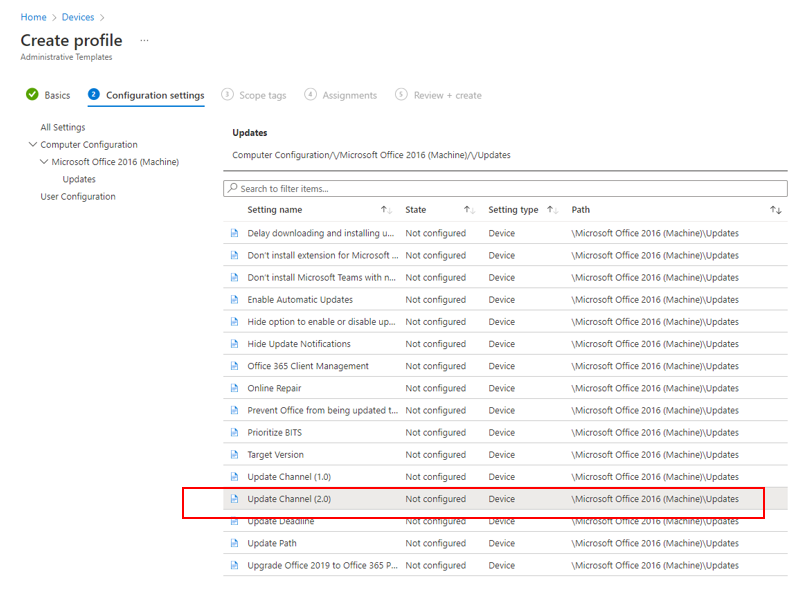 Home > Devices >
Create profile ...
Administrative Templates
Basics 2 Configuration settings 3 Scope tags 4 Assignments 5 Review + create
All Settings
Computer Configuration
Microsoft Office 2016 (Machine)
Updates
User Configuration
Updates
Computer Configuration/\/Microsoft Office 2016 (Machine)/\/Updates
Search to filter items...
Setting name State Setting type Path
Delay downloading and installing u... Not configured Device \Microsoft Office 2016 (Machine)\Updates
Don't install extension for Microsoft ... Not configured Device \Microsoft Office 2016 (Machine)\Updates
Don't install Microsoft Teams with n... Not configured Device \Microsoft Office 2016 (Machine)\Updates
Enable Automatic Updates Not configured Device \Microsoft Office 2016 (Machine)\Updates
Hide option to enable or disable up... Not configured Device \Microsoft Office 2016 (Machine)\Updates
Hide Update Notifications Not configured Device \Microsoft Office 2016 (Machine)\Updates
Office 365 Client Management Not configured Device \Microsoft Office 2016 (Machine)\Updates
Online Repair Not configured Device \Microsoft Office 2016 (Machine)\Updates
Prevent Office from being updated t... Not configured Device \Microsoft Office 2016 (Machine)\Updates
Prioritize BITS Not configured Device \Microsoft Office 2016 (Machine)\Updates
Target Version Not configured Device \Microsoft Office 2016 (Machine)\Updates
Update Channel (1.0) Not configured Device \Microsoft Office 2016 (Machine)\Updates
Update Channel (2.0) Not configured Device \Microsoft Office 2016 (Machine)\Updates
Update Deadline Not configured Device \Microsoft Office 2016 (Machine)\Updates
Update Path Not configured Device \Microsoft Office 2016 (Machine)\Updates
Upgrade Office 2019 to Office 365 P... Not configured Device \Microsoft Office 2016 (Machine)\Updates